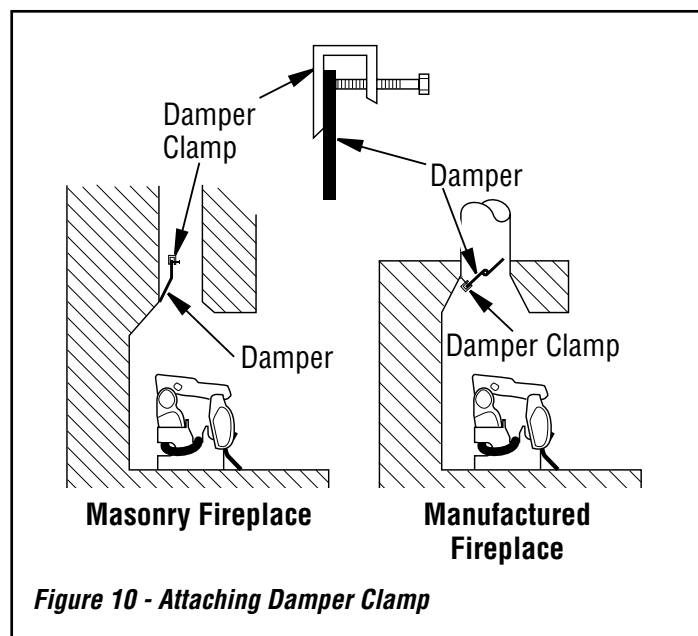 Damper
Clamp
Damper
Damper
Damper Clamp
Masonry Fireplace
Manufactured
Fireplace
Figure 10 - Attaching Damper Clamp